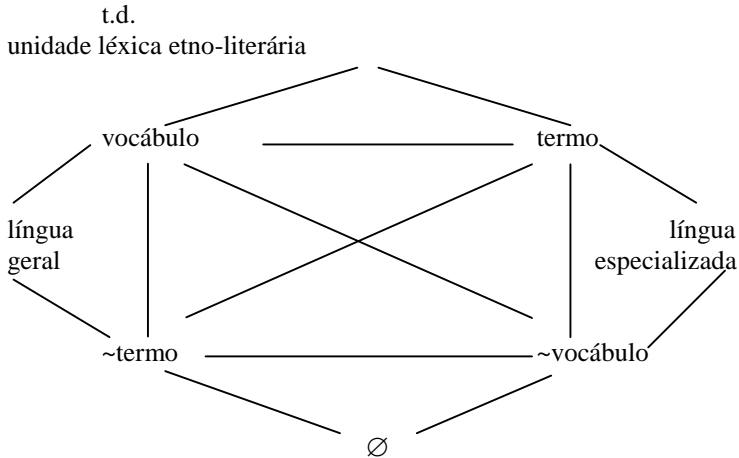 t.d.
unidade léxica etno-literária
vocábulo termo
língua língua
geral especializada
~termo ~vocábulo
∅